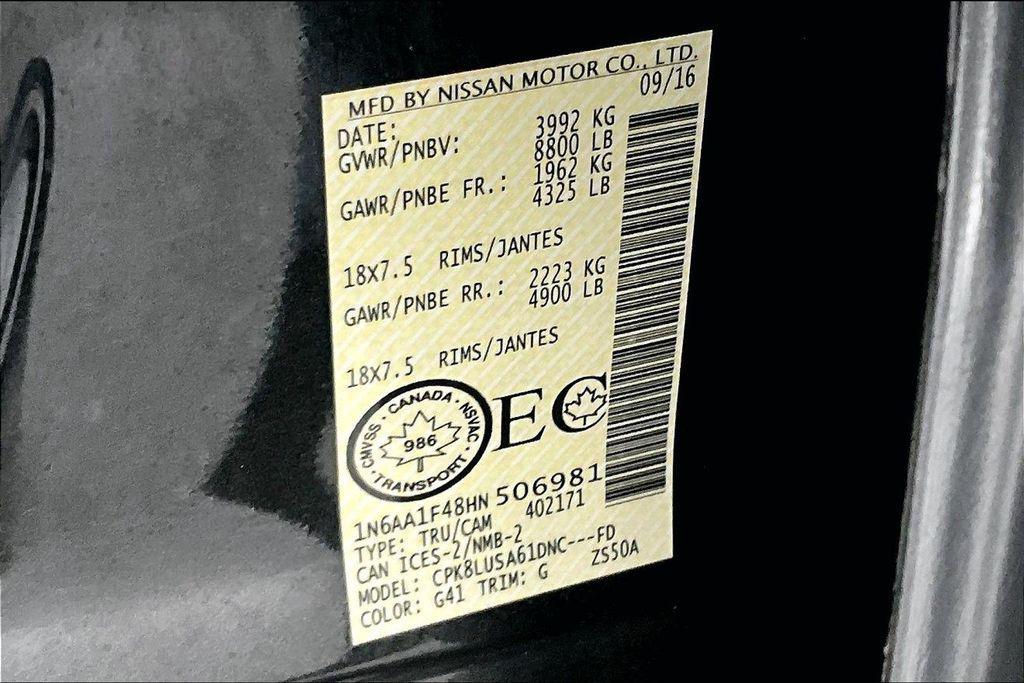 MFD BY NISSAN MOTOR CO., LTD.
DATE: 09/16
GVWR/PNBV: 3992 KG
8800 LB
GAWR/PNBE FR.: 1962 KG
4325 LB
18x7.5 RIMS/JANTES
GAWR/PNBE RR.: 2223 KG
4900 LB
18x7.5 RIMS/JANTES
CANADA · NSVAC · TRANSPORT · CMVSS ·
986
EC
1N6AA1F48HN 506981
TYPE: TRU/CAM 402171
CAN ICES-2/NMB-2
MODEL: CPK8LUSA61DNC---FD
COLOR: G41 TRIM: G ZS50A